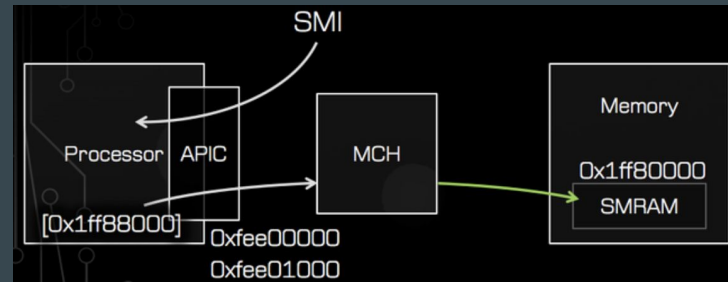 SMI
Processor
APIC
[0x1ff88000]
0xfee00000
0xfee01000
MCH
Memory
0x1ff80000
SMRAM